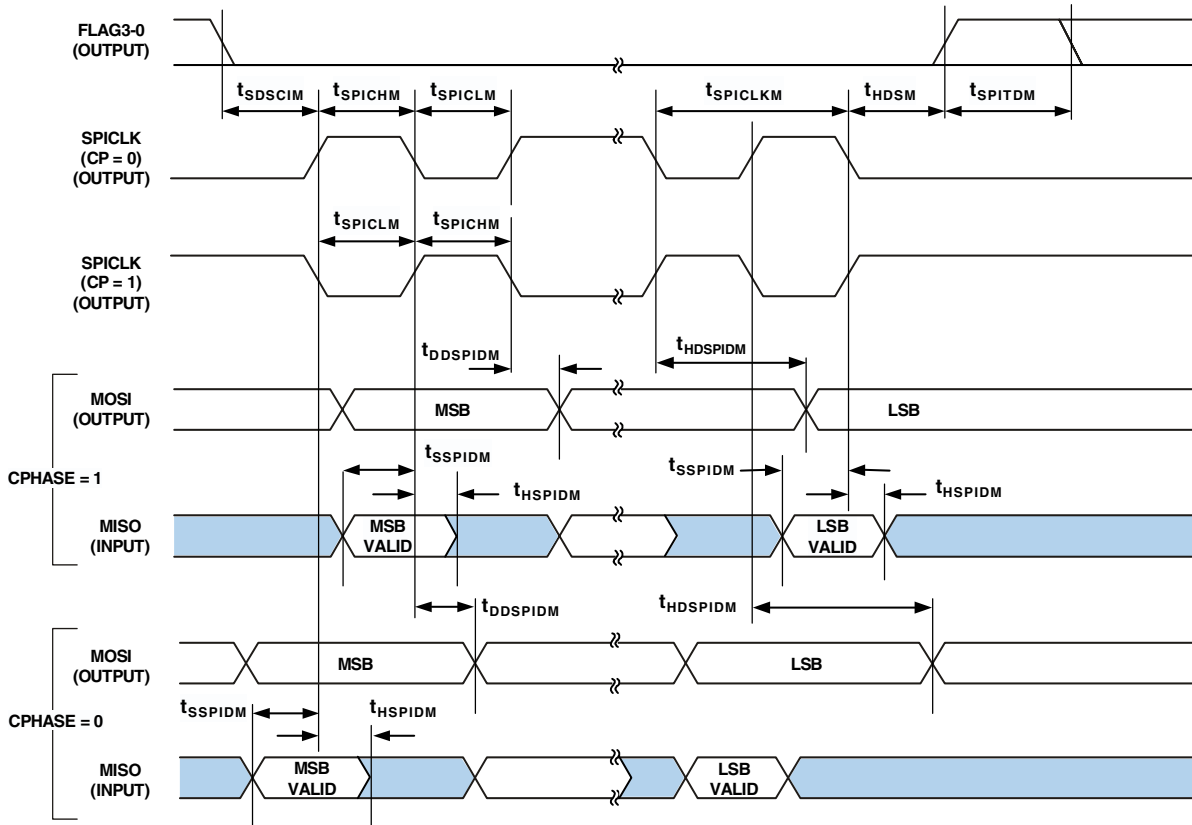 FLAG3-0
(OUTPUT)
tSDSCIM
tSPICHM
tSPICLM
tSPICLKM
tHDSM
tSPITDM
SPICLK
(CP = 0)
(OUTPUT)
tSPICLM
tSPICHM
SPICLK
(CP = 1)
(OUTPUT)
tDDSPIDM
tHDSPIDM
MOSI
(OUTPUT)
MSB
LSB
CPHASE = 1
tSSPIDM
tHSPIDM
tSSPIDM
tHSPIDM
MISO
(INPUT)
MSB
VALID
LSB
VALID
tDDSPIDM
tHDSPIDM
MOSI
(OUTPUT)
MSB
LSB
CPHASE = 0
tSSPIDM
tHSPIDM
MISO
(INPUT)
MSB
VALID
LSB
VALID